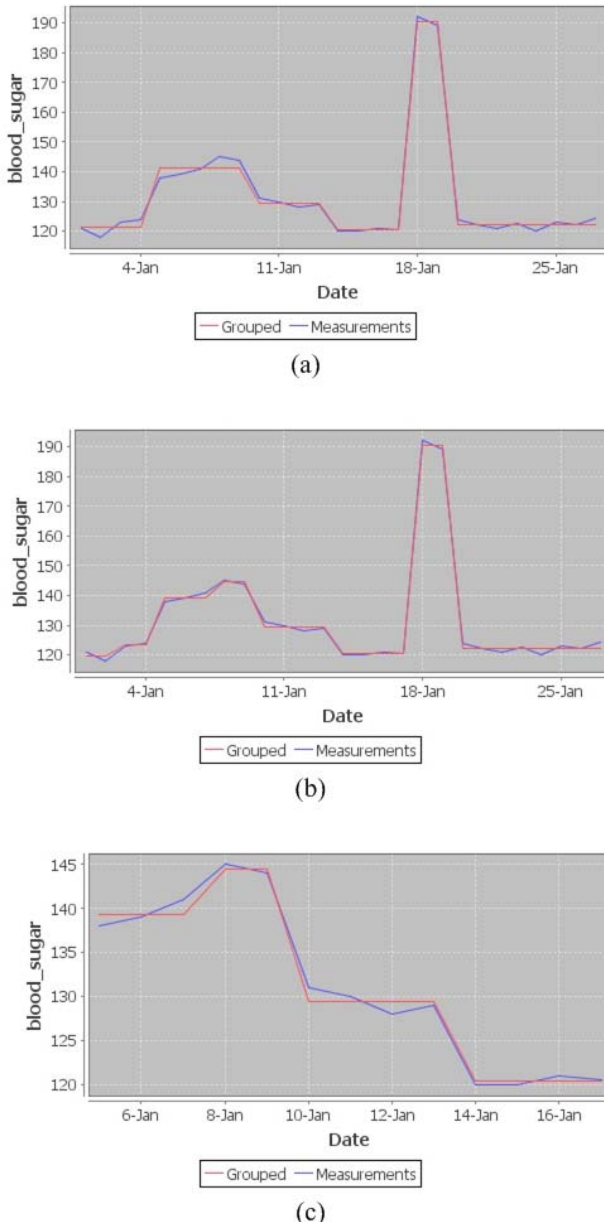 190
180
170
160
150
140
130
120
blood_sugar
4-Jan 11-Jan 18-Jan 25-Jan
Date
Grouped Measurements
(a)
190
180
170
160
150
140
130
120
blood_sugar
4-Jan 11-Jan 18-Jan 25-Jan
Date
Grouped Measurements
(b)
145
140
135
130
125
120
blood_sugar
6-Jan 8-Jan 10-Jan 12-Jan 14-Jan 16-Jan
Date
Grouped Measurements
(c)